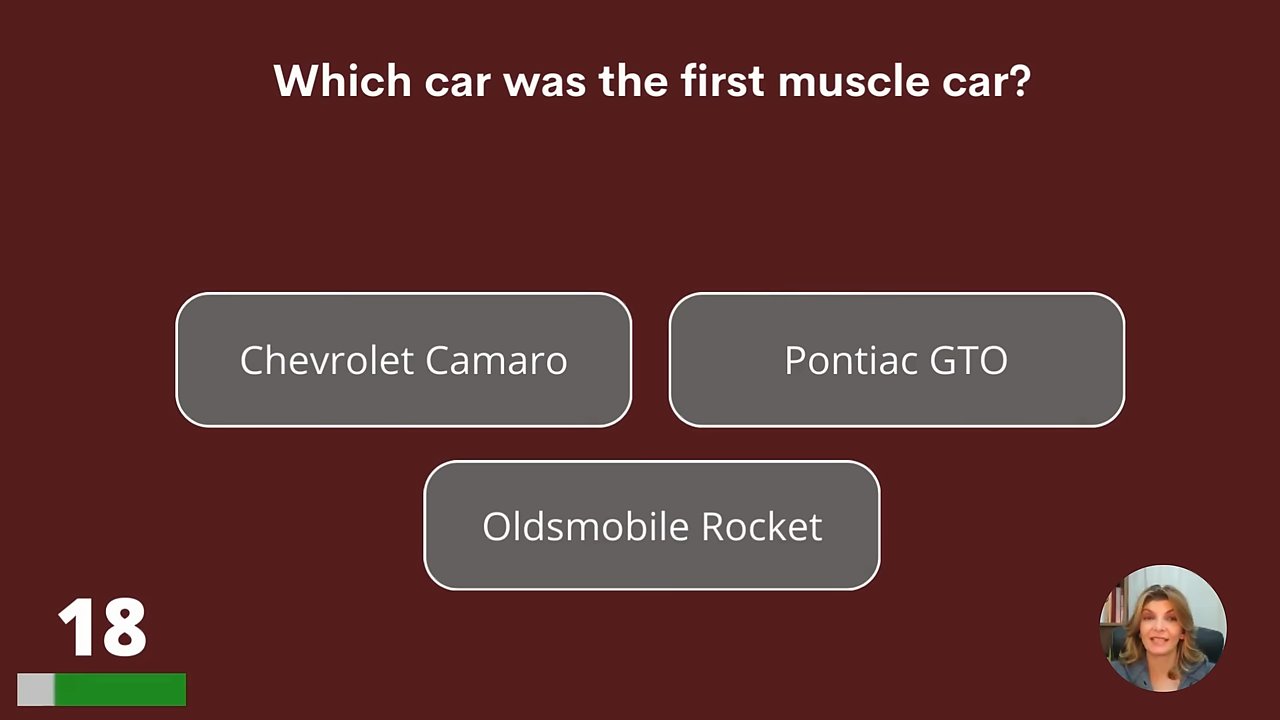 Which car was the first muscle car?
Chevrolet Camaro
Pontiac GTO
Oldsmobile Rocket
18